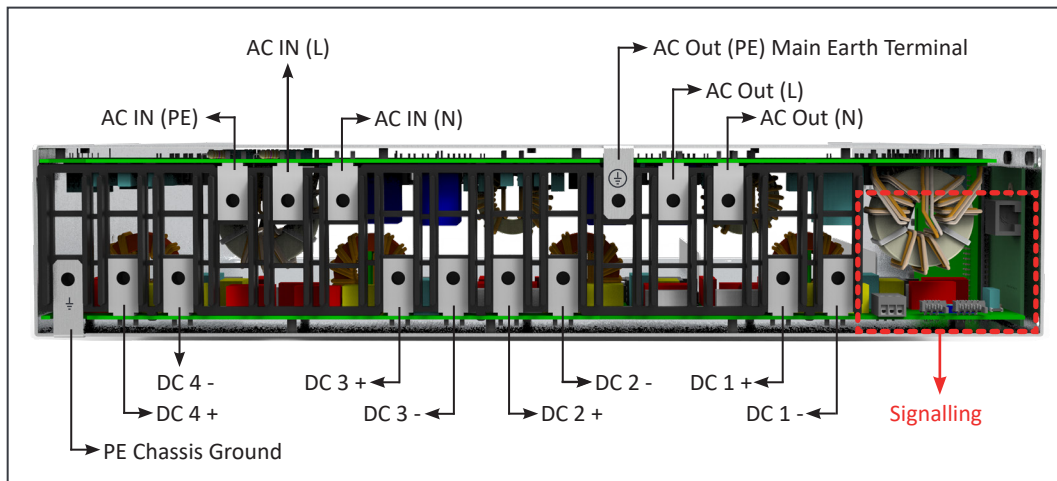 AC IN (L)
AC Out (PE) Main Earth Terminal
AC Out (L)
AC IN (PE)
AC IN (N)
AC Out (N)
DC 4 -
DC 3 +
DC 2 -
DC 1 +
DC 4 +
DC 3 -
DC 2 +
DC 1 -
Signalling
PE Chassis Ground